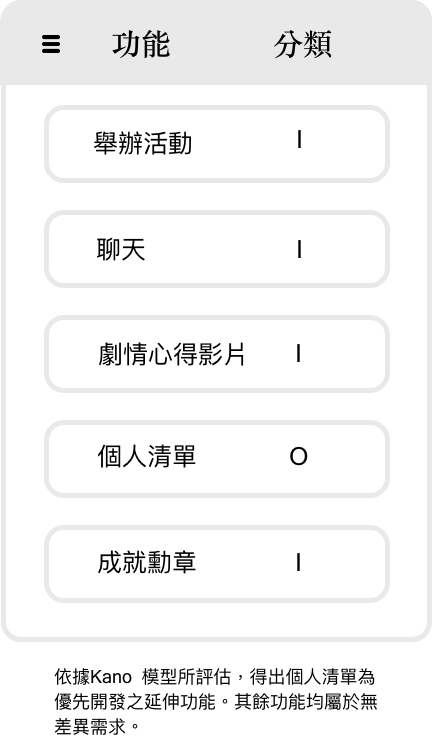 功能 分類
舉辦活動 I
聊天 I
劇情心得影片 I
個人清單 O
成就勳章 I
依據Kano 模型所評估，得出個人清單為
優先開發之延伸功能。其餘功能均屬於無
差異需求。